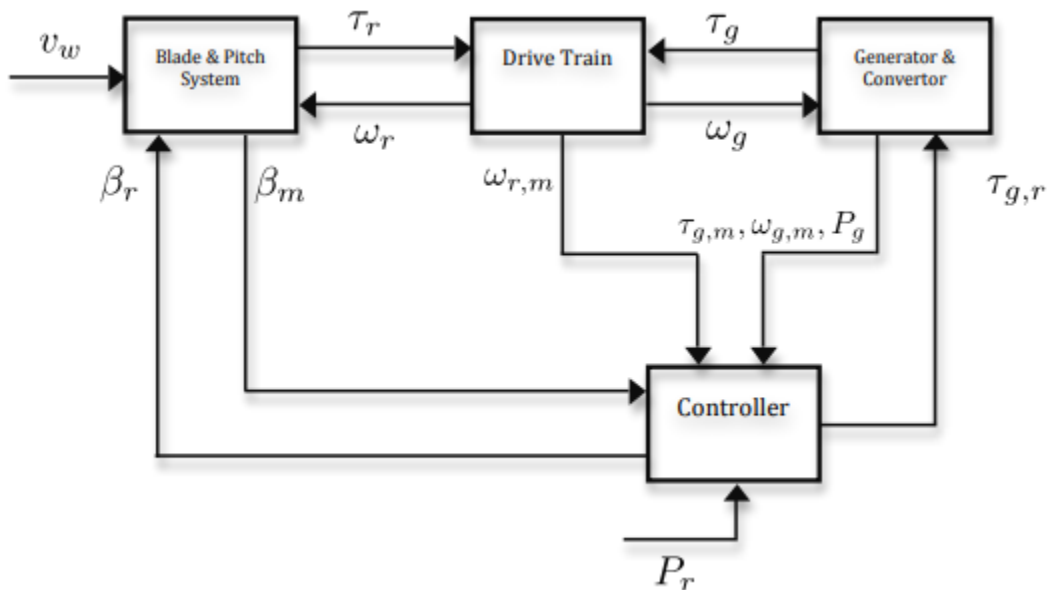 v_w
Blade & Pitch
System
τ_r
Drive Train
τ_g
Generator &
Convertor
ω_r
ω_g
β_r
β_m
ω_{r,m}
τ_{g,r}
τ_{g,m}, ω_{g,m}, P_g
Controller
P_r